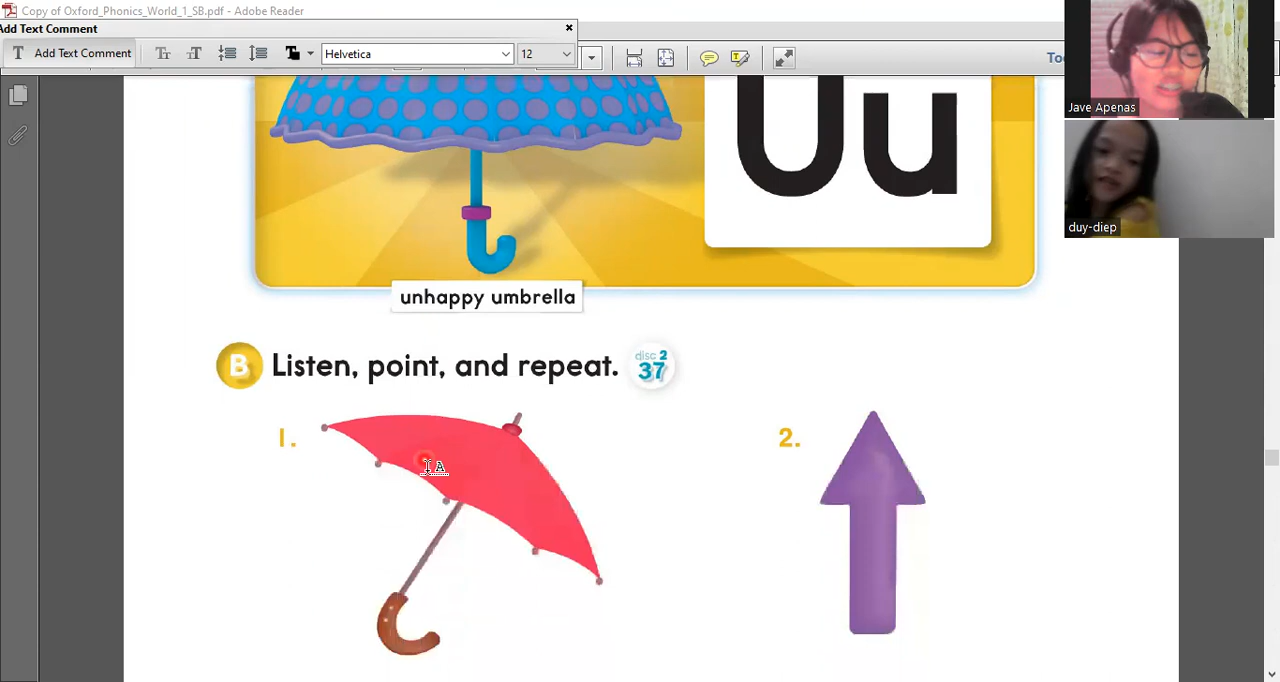 Copy of Oxford_Phonics_World_1_SB.pdf - Adobe Reader
Add Text Comment
Add Text Comment
Helvetica
12
Jave Apenas
duy-diep
Uu
unhappy umbrella
B Listen, point, and repeat. disc 2 37
1.
2.